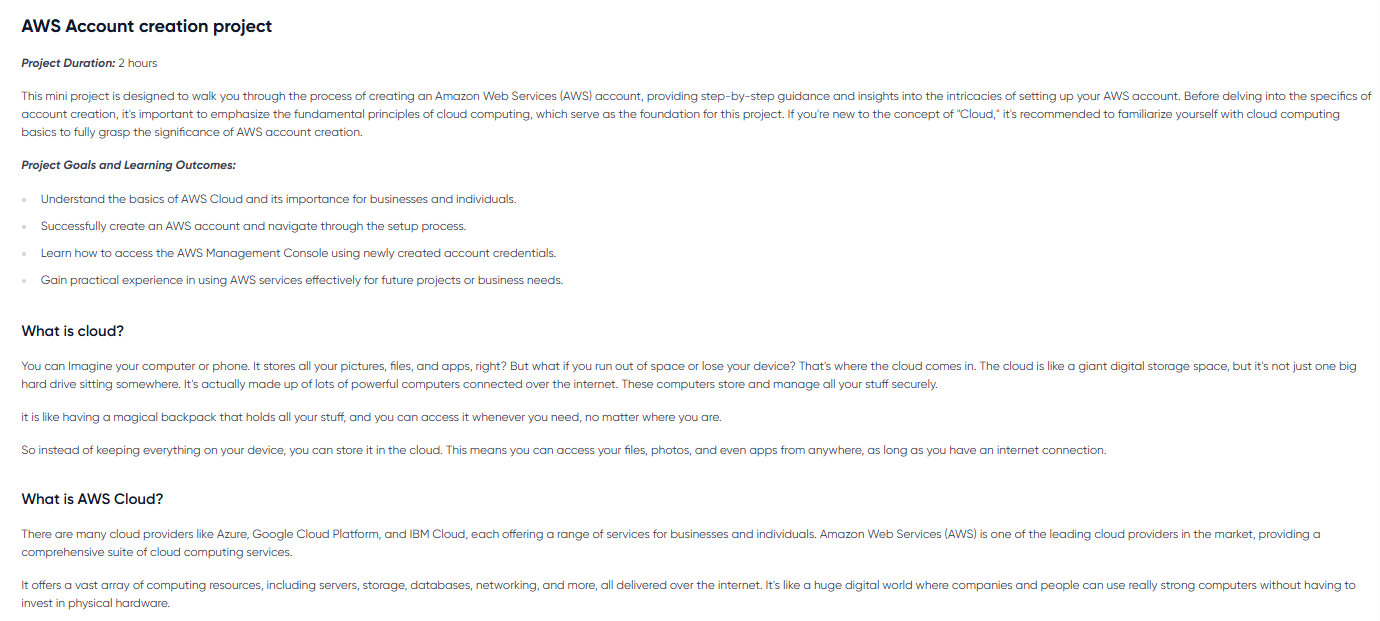 AWS Account creation project
Project Duration: 2 hours
This mini project is designed to walk you through the process of creating an Amazon Web Services (AWS) account, providing step-by-step guidance and insights into the intricacies of setting up your AWS account. Before delving into the specifics of
account creation, it's important to emphasize the fundamental principles of cloud computing, which serve as the foundation for this project. If you're new to the concept of "Cloud," it's recommended to familiarize yourself with cloud computing
basics to fully grasp the significance of AWS account creation.
Project Goals and Learning Outcomes:
Understand the basics of AWS Cloud and its importance for businesses and individuals.
Successfully create an AWS account and navigate through the setup process.
Learn how to access the AWS Management Console using newly created account credentials.
Gain practical experience in using AWS services effectively for future projects or business needs.
What is cloud?
You can Imagine your computer or phone. It stores all your pictures, files, and apps, right? But what if you run out of space or lose your device? That's where the cloud comes in. The cloud is like a giant digital storage space, but it's not just one big
hard drive sitting somewhere. It's actually made up of lots of powerful computers connected over the internet. These computers store and manage all your stuff securely.
it is like having a magical backpack that holds all your stuff, and you can access it whenever you need, no matter where you are.
So instead of keeping everything on your device, you can store it in the cloud. This means you can access your files, photos, and even apps from anywhere, as long as you have an internet connection.
What is AWS Cloud?
There are many cloud providers like Azure, Google Cloud Platform, and IBM Cloud, each offering a range of services for businesses and individuals. Amazon Web Services (AWS) is one of the leading cloud providers in the market, providing a
comprehensive suite of cloud computing services.
It offers a vast array of computing resources, including servers, storage, databases, networking, and more, all delivered over the internet. It's like a huge digital world where companies and people can use really strong computers without having to
invest in physical hardware.